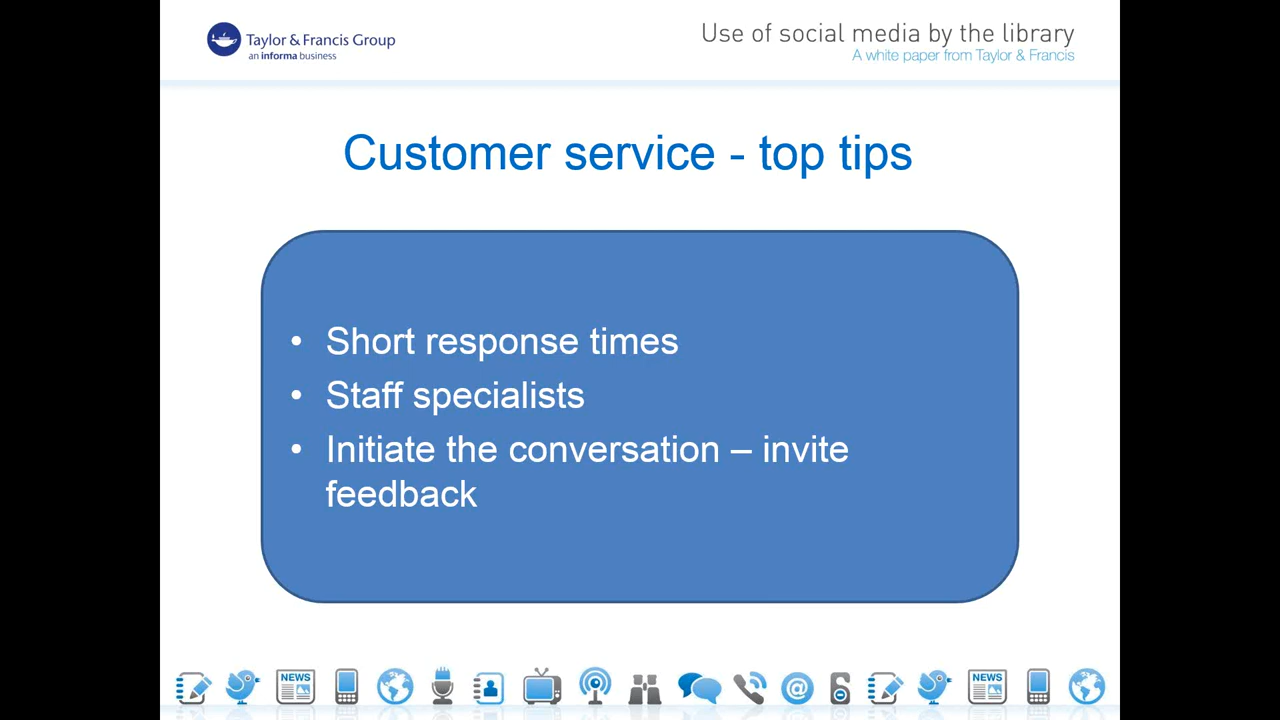 Taylor & Francis Group
an informa business
Use of social media by the library
A white paper from Taylor & Francis
Customer service - top tips
• Short response times
• Staff specialists
• Initiate the conversation – invite
feedback
NEWS
@
NEWS